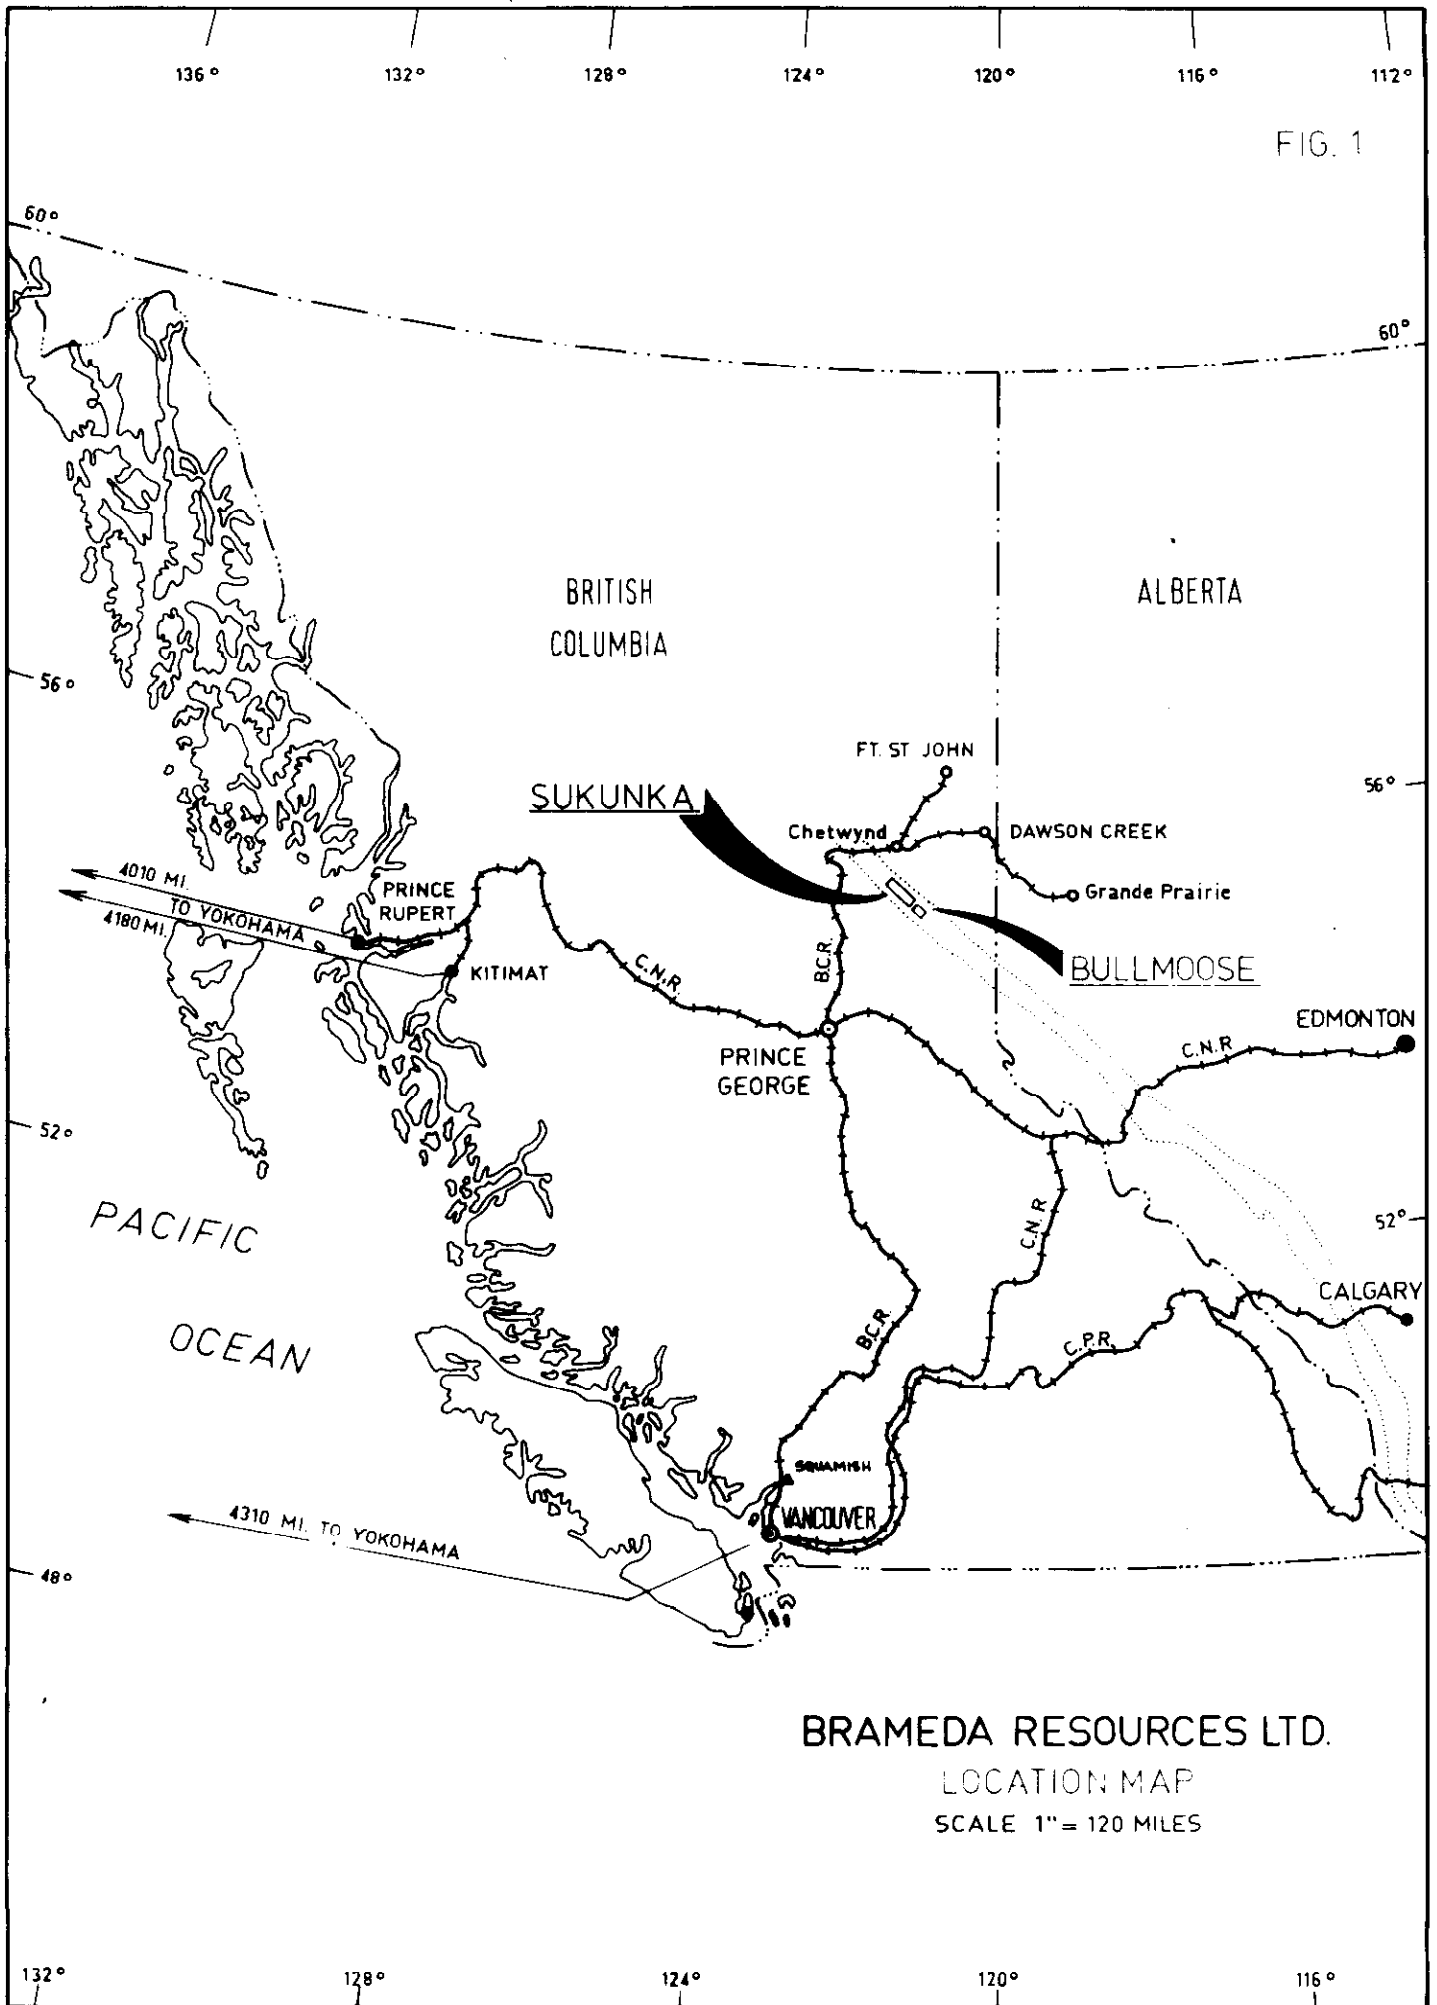 136° 132° 128° 124° 120° 116° 112°
FIG. 1
60°
60°
BRITISH
COLUMBIA
ALBERTA
56°
56°
FT. ST JOHN
SUKUNKA
Chetwynd
DAWSON CREEK
Grande Prairie
4010 MI.
TO YOKOHAMA
4180 MI.
PRINCE
RUPERT
KITIMAT
C.N.R.
B.C.R.
BULLMOOSE
EDMONTON
C.N.R
PRINCE
GEORGE
52°
52°
PACIFIC
OCEAN
C.N.R
CALGARY
B.C.R.
C.P.R.
SQUAMISH
VANCOUVER
4310 MI. TO YOKOHAMA
48°
BRAMEDA RESOURCES LTD.
LOCATION MAP
SCALE 1" = 120 MILES
132° 128° 124° 120° 116°